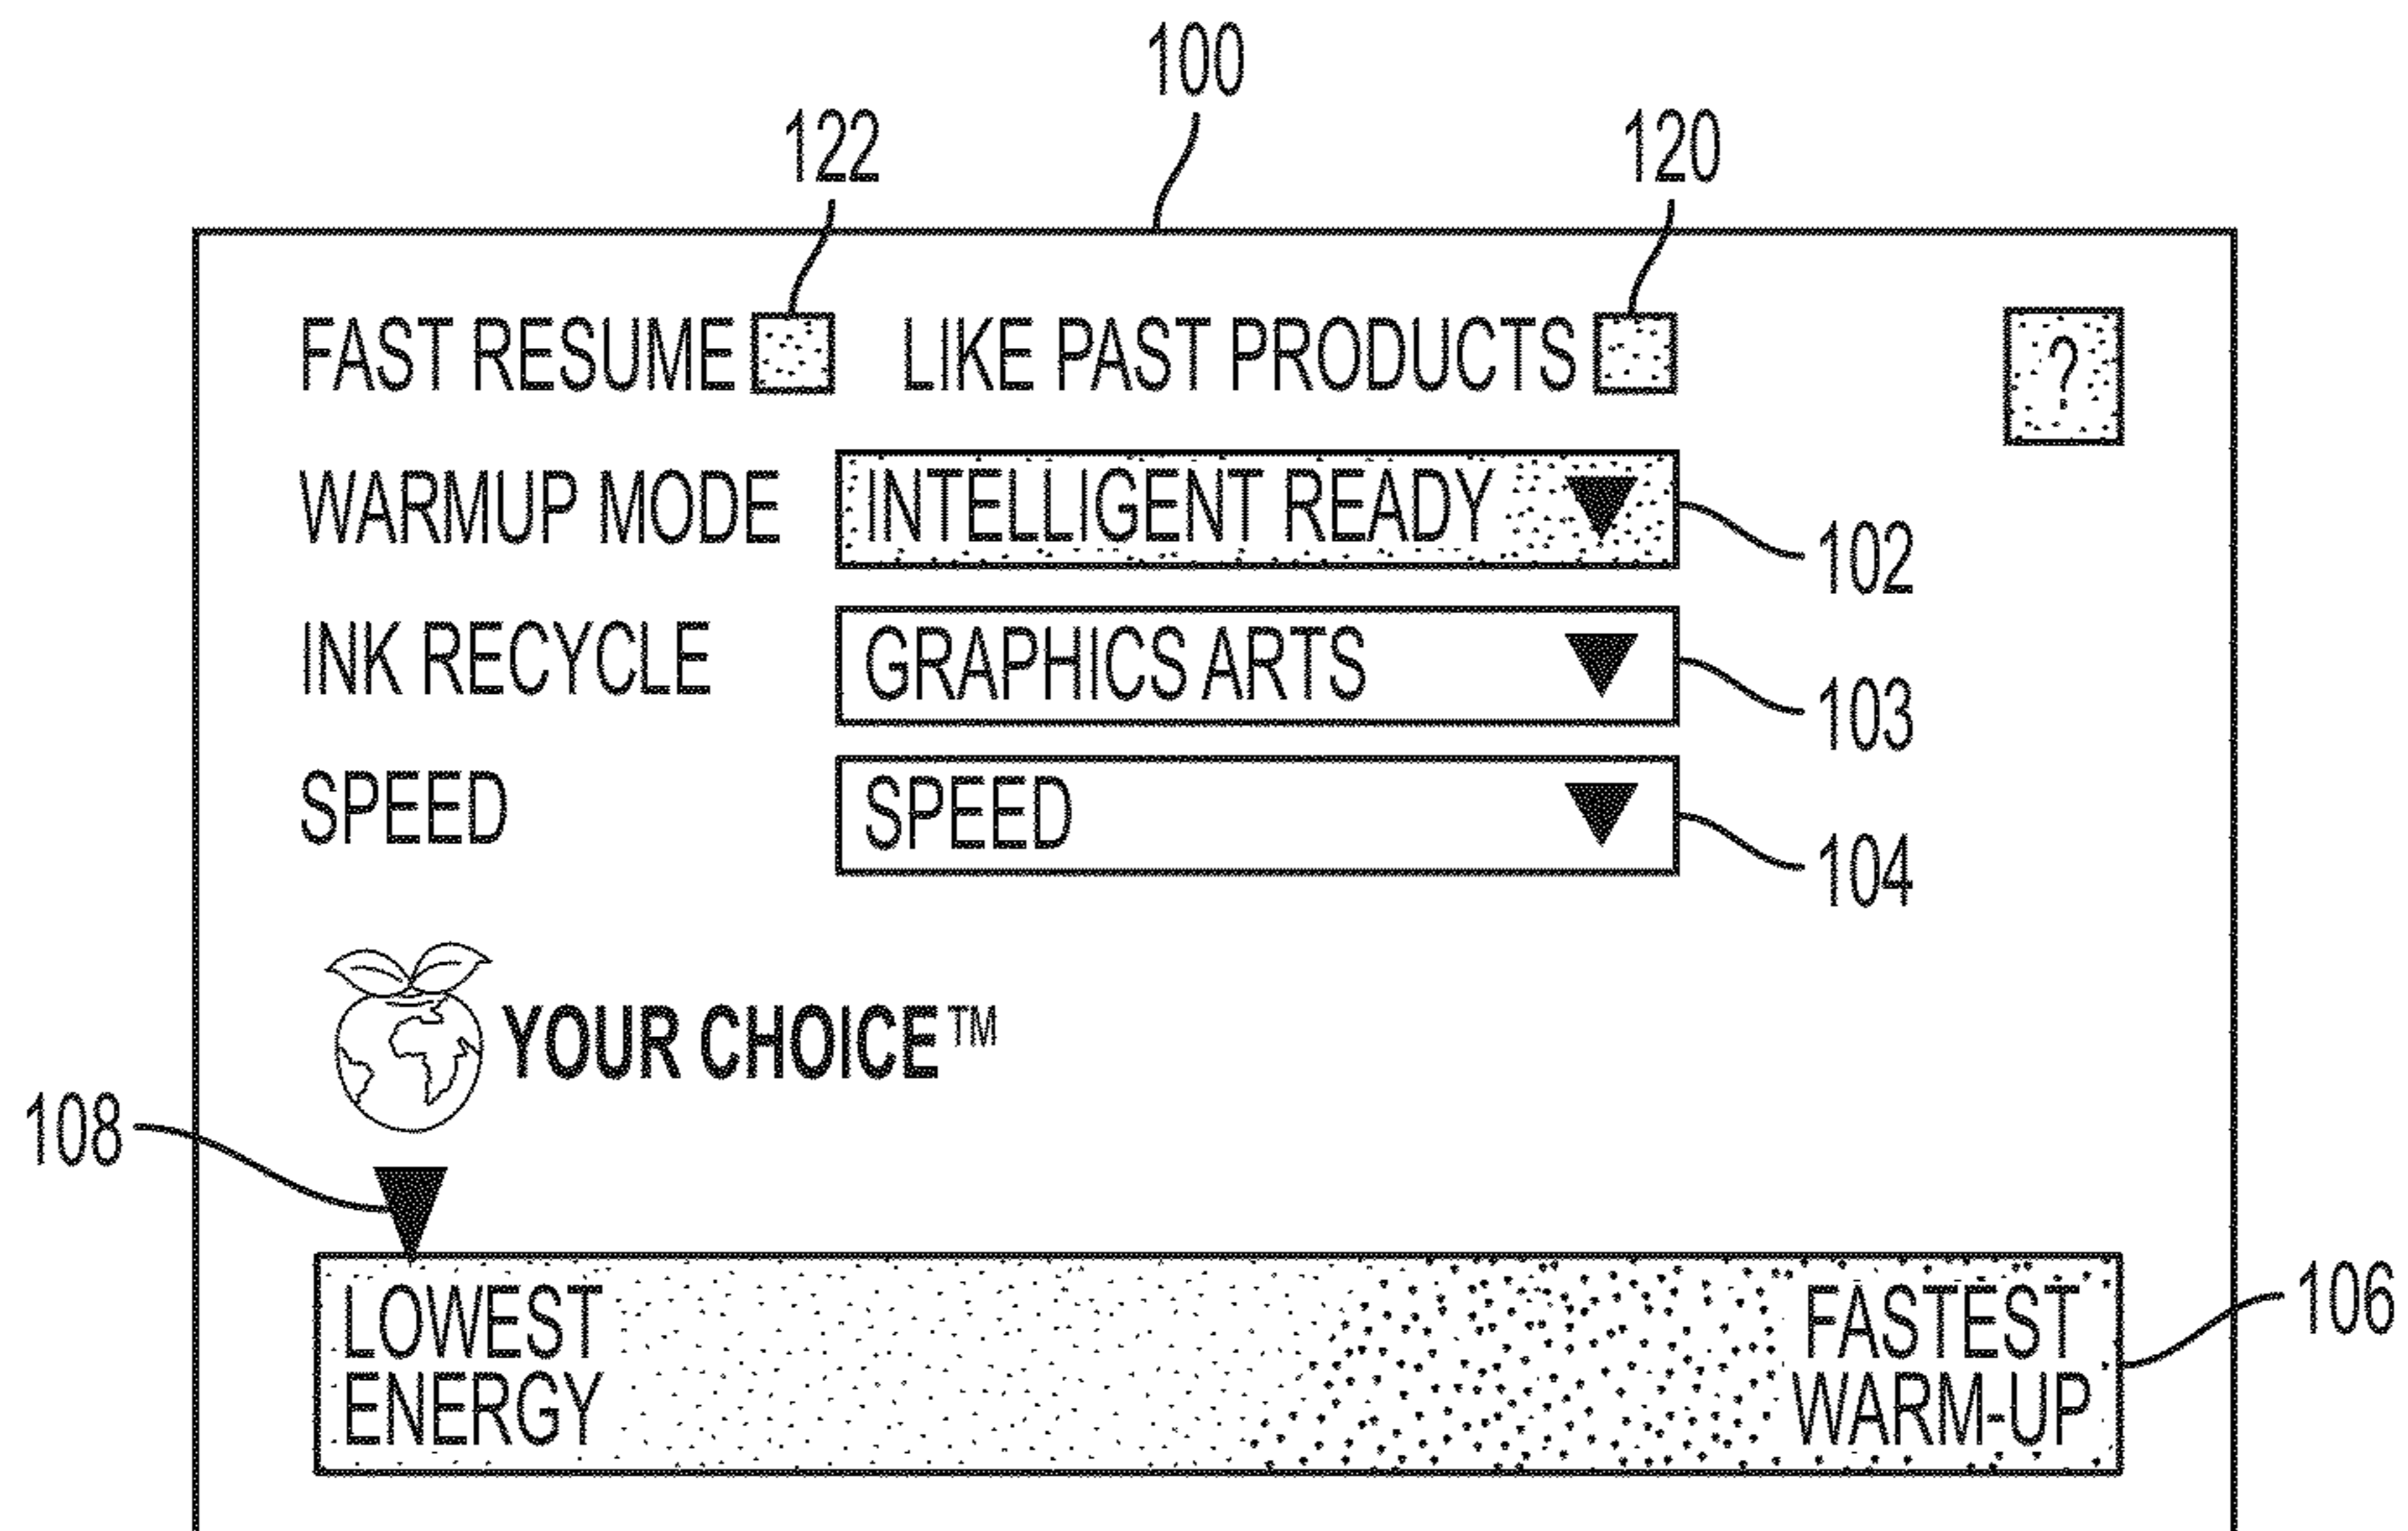 100
122
120
FAST RESUME LIKE PAST PRODUCTS ?
WARMUP MODE INTELLIGENT READY
102
INK RECYCLE GRAPHICS ARTS
103
SPEED SPEED
104
YOUR CHOICE™
108
LOWEST
ENERGY
FASTEST
WARM-UP
106